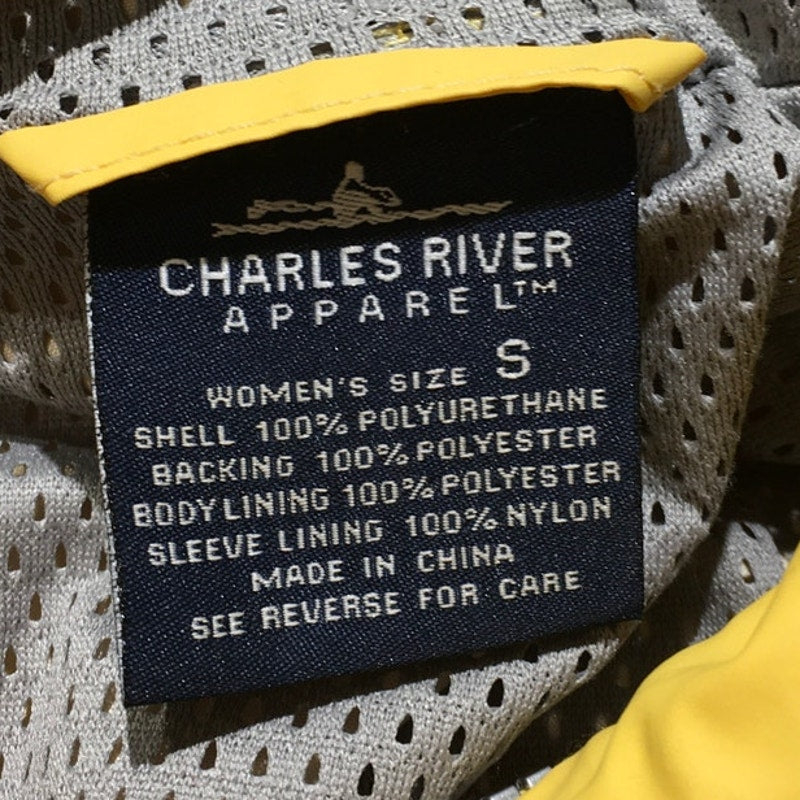 CHARLES RIVER
APPAREL™
WOMEN'S SIZE S
SHELL 100% POLYURETHANE
BACKING 100% POLYESTER
BODY LINING 100% POLYESTER
SLEEVE LINING 100% NYLON
MADE IN CHINA
SEE REVERSE FOR CARE